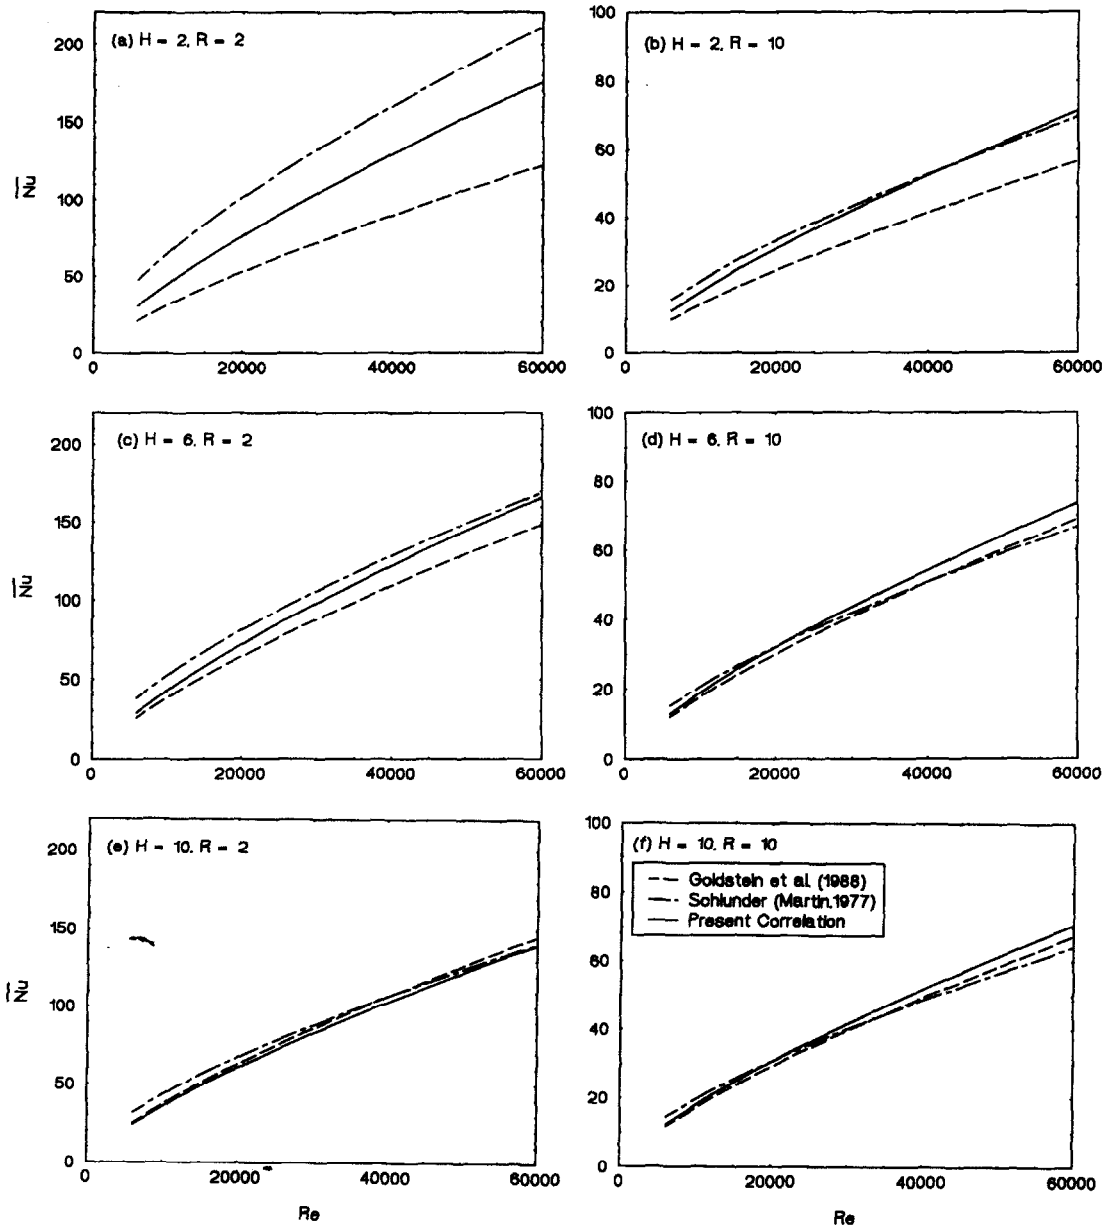 (a) H = 2, R = 2
200
150
100
50
0
Nu
0 20000 40000 60000
(b) H = 2, R = 10
100
80
60
40
20
0
0 20000 40000 60000
(c) H = 6, R = 2
200
150
100
50
0
Nu
0 20000 40000 60000
(d) H = 6, R = 10
100
80
60
40
20
0
0 20000 40000 60000
(e) H = 10, R = 2
200
150
100
50
0
Nu
0 20000 40000 60000
Re
(f) H = 10, R = 10
Goldstein et al. (1986)
Schlunder (Martin,1977)
Present Correlation
100
80
60
40
20
0
0 20000 40000 60000
Re